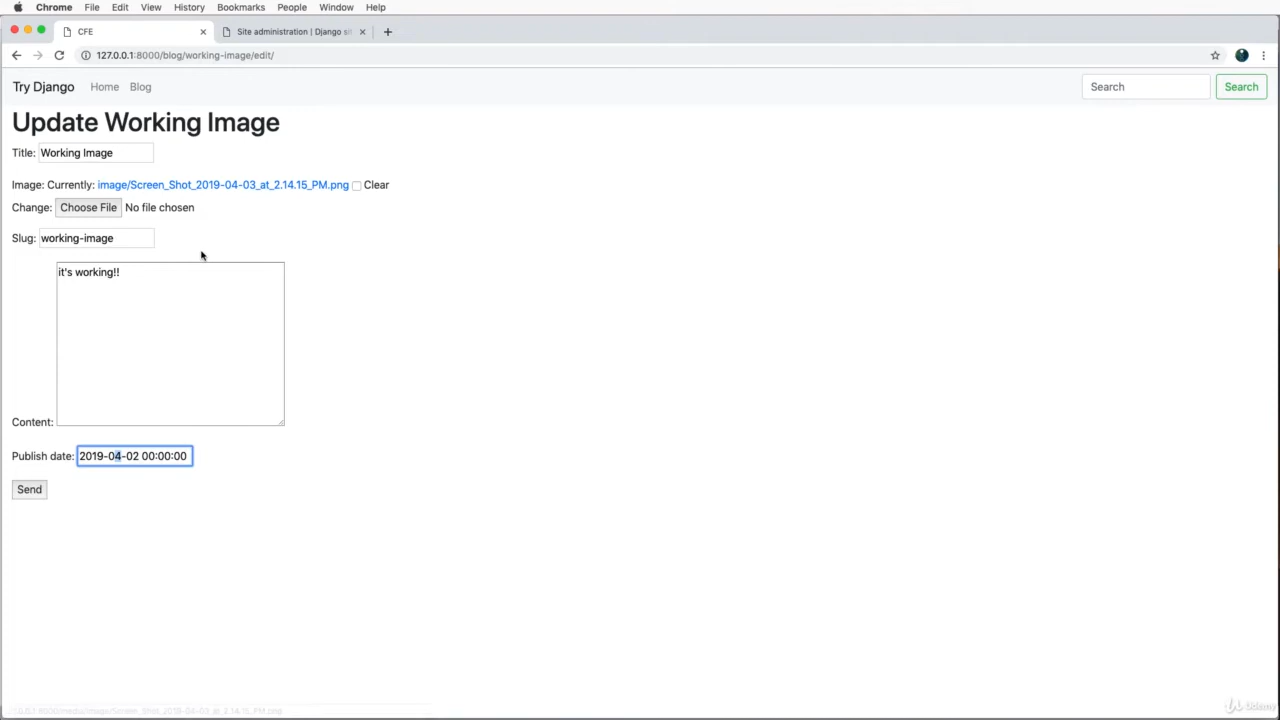 Chrome File Edit View History Bookmarks People Window Help
CFE
Site administration | Django si
127.0.0.1:8000/blog/working-image/edit/
Try Django Home Blog Search Search
Update Working Image
Title: Working Image
Image: Currently: image/Screen_Shot_2019-04-03_at_2.14.15_PM.png Clear
Change: Choose File No file chosen
Slug: working-image
it's working!!
Content:
Publish date: 2019-04-02 00:00:00
Send
Udemy